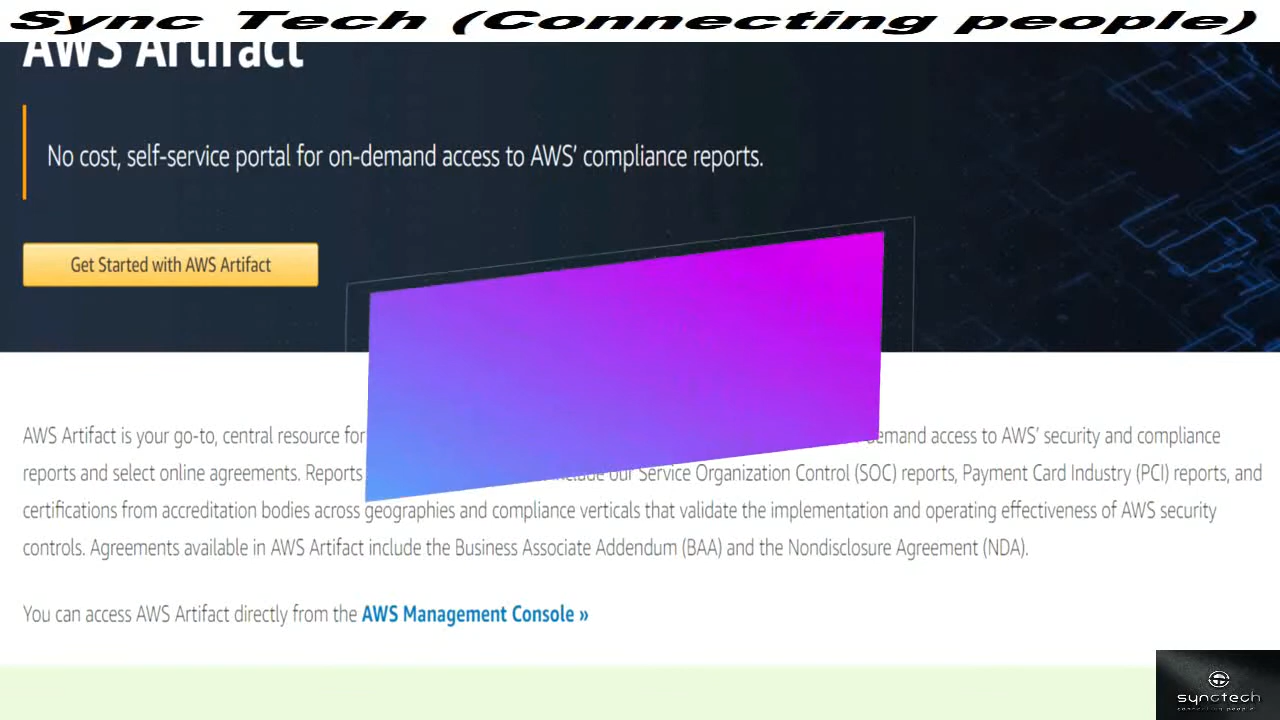 Sync Tech (Connecting people)
AWS Artifact
No cost, self-service portal for on-demand access to AWS' compliance reports.
Get Started with AWS Artifact
AWS Artifact is your go-to, central resource for demand access to AWS' security and compliance
reports and select online agreements. Reports include our Service Organization Control (SOC) reports, Payment Card Industry (PCI) reports, and
certifications from accreditation bodies across geographies and compliance verticals that validate the implementation and operating effectiveness of AWS security
controls. Agreements available in AWS Artifact include the Business Associate Addendum (BAA) and the Nondisclosure Agreement (NDA).
You can access AWS Artifact directly from the AWS Management Console »
synctech
connecting people